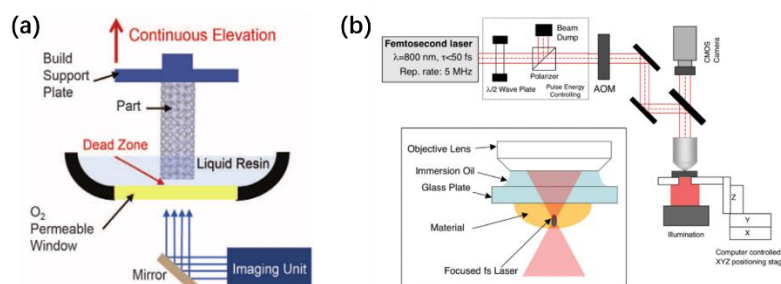 (a)
Continuous Elevation
Build
Support
Plate
Part
Dead Zone
Liquid Resin
O₂
Permeable
Window
Mirror
Imaging Unit
(b)
Femtosecond laser
λ=800 nm, τ<50 fs
Rep. rate: 5 MHz
Beam
Dump
Polarizer
λ/2 Wave Plate
Pulse Energy
Controlling
AOM
CMOS
Camera
Objective Lens
Immersion Oil
Glass Plate
Material
Focused fs Laser
Illumination
Z
Y
X
Computer controlled
XYZ positioning stag